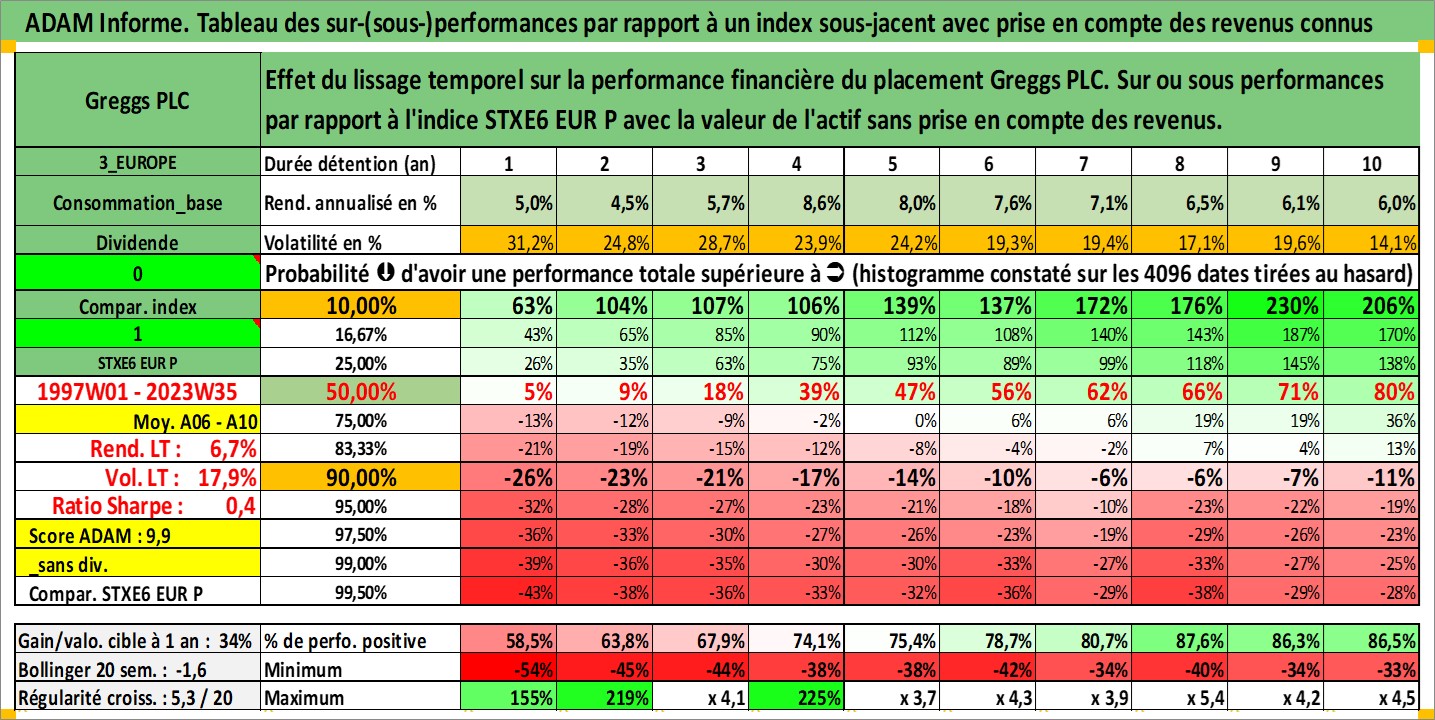 ADAM Informe. Tableau des sur-(sous-)performances par rapport à un index sous-jacent avec prise en compte des revenus connus
Greggs PLC
Effet du lissage temporel sur la performance financière du placement Greggs PLC. Sur ou sous performances
par rapport à l'indice STXE6 EUR P avec la valeur de l'actif sans prise en compte des revenus.
3_EUROPE Durée détention (an) 1 2 3 4 5 6 7 8 9 10
Consommation_base Rend. annualisé en % 5,0% 4,5% 5,7% 8,6% 8,0% 7,6% 7,1% 6,5% 6,1% 6,0%
Dividende Volatilité en % 31,2% 24,8% 28,7% 23,9% 24,2% 19,3% 19,4% 17,1% 19,6% 14,1%
0 Probabilité ⮋ d'avoir une performance totale supérieure à ⮊ (histogramme constaté sur les 4096 dates tirées au hasard)
Compar. index 10,00% 63% 104% 107% 106% 139% 137% 172% 176% 230% 206%
1 16,67% 43% 65% 85% 90% 112% 108% 140% 143% 187% 170%
STXE6 EUR P 25,00% 26% 35% 63% 75% 93% 89% 99% 118% 145% 138%
1997W01 - 2023W35 50,00% 5% 9% 18% 39% 47% 56% 62% 66% 71% 80%
Moy. A06 - A10 75,00% -13% -12% -9% -2% 0% 6% 6% 19% 19% 36%
Rend. LT : 6,7% 83,33% -21% -19% -15% -12% -8% -4% -2% 7% 4% 13%
Vol. LT : 17,9% 90,00% -26% -23% -21% -17% -14% -10% -6% -6% -7% -11%
Ratio Sharpe : 0,4 95,00% -32% -28% -27% -23% -21% -18% -10% -23% -22% -19%
Score ADAM : 9,9 97,50% -36% -33% -30% -27% -26% -23% -19% -29% -26% -23%
_sans div. 99,00% -39% -36% -35% -30% -30% -33% -27% -33% -27% -25%
Compar. STXE6 EUR P 99,50% -43% -38% -36% -33% -32% -36% -29% -38% -29% -28%
Gain/valo. cible à 1 an : 34% % de perfo. positive 58,5% 63,8% 67,9% 74,1% 75,4% 78,7% 80,7% 87,6% 86,3% 86,5%
Bollinger 20 sem. : -1,6 Minimum -54% -45% -44% -38% -38% -42% -34% -40% -34% -33%
Régularité croiss. : 5,3 / 20 Maximum 155% 219% x 4,1 225% x 3,7 x 4,3 x 3,9 x 5,4 x 4,2 x 4,5